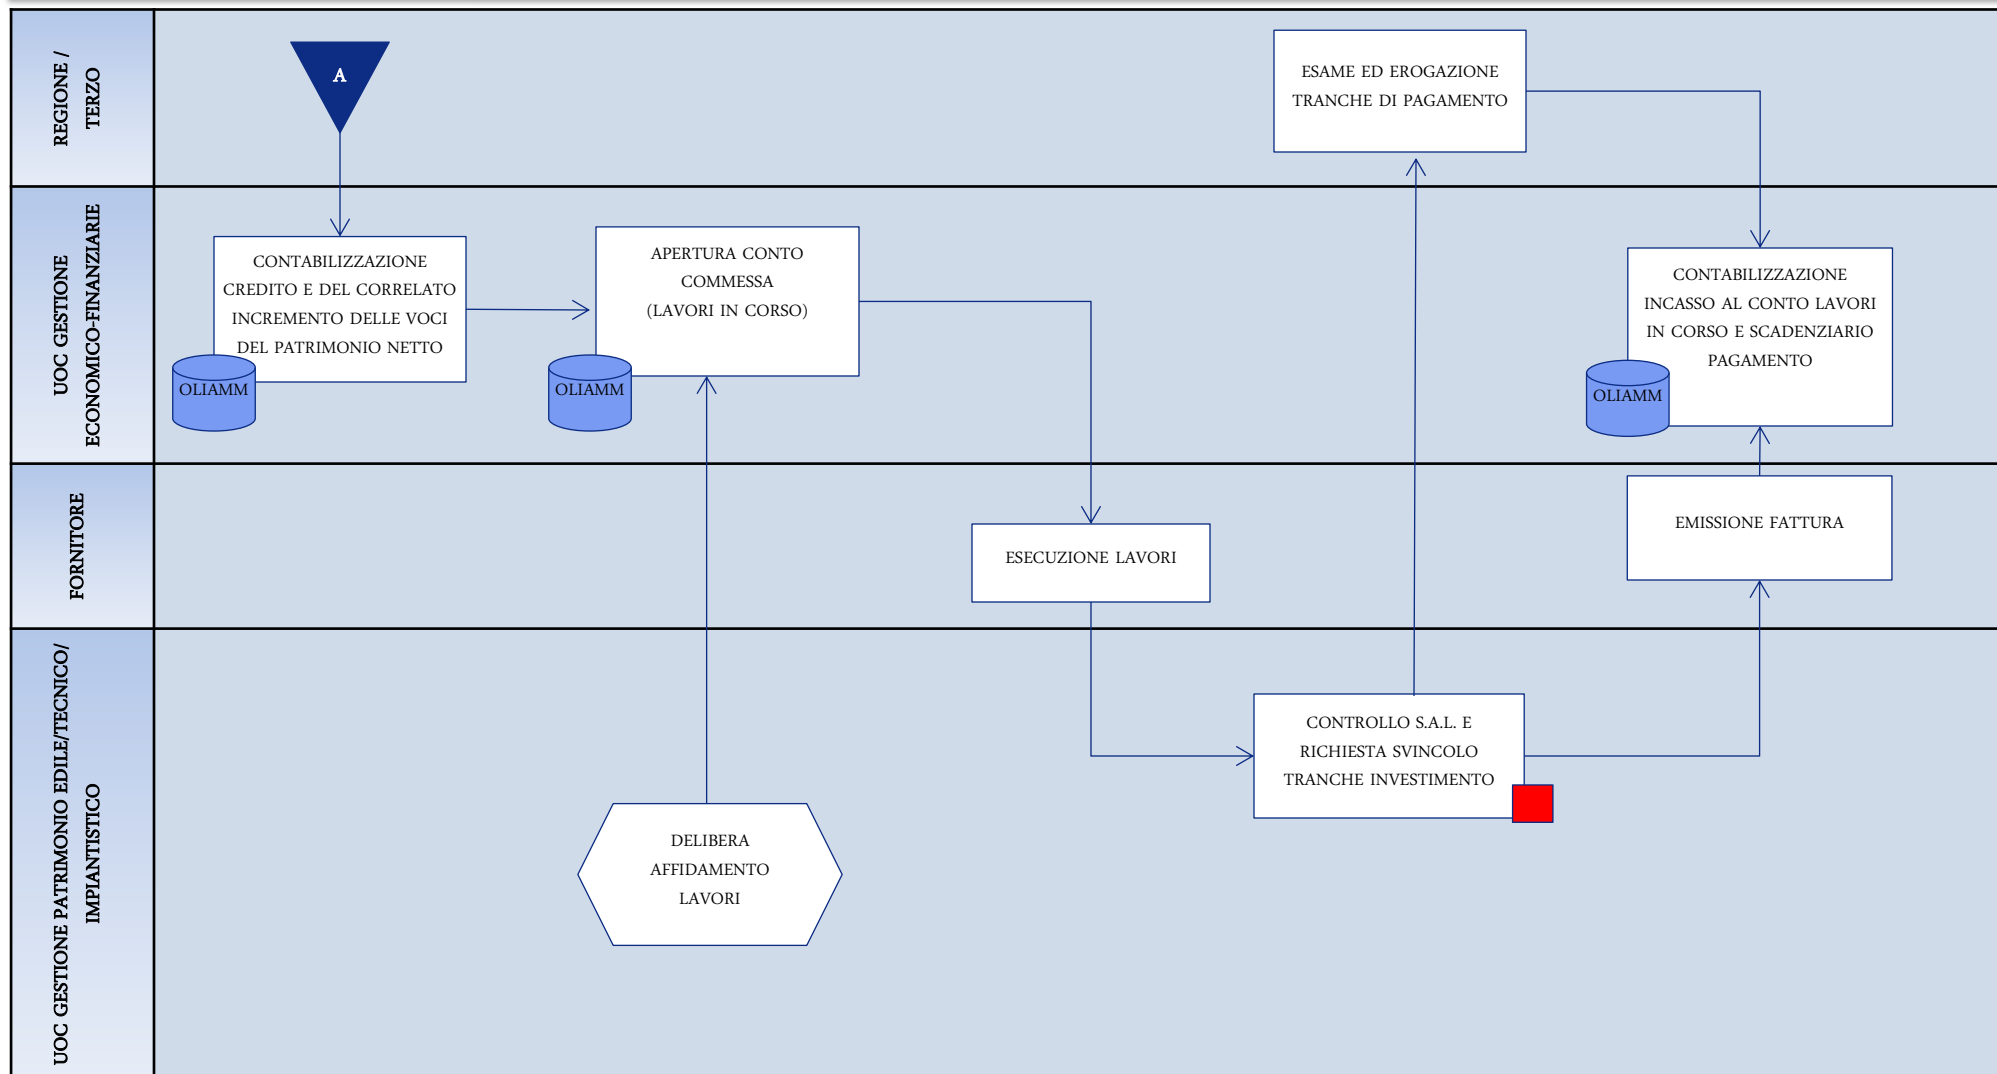 REGIONE /
TERZO
A
ESAME ED EROGAZIONE
TRANCHE DI PAGAMENTO
UOC GESTIONE
ECONOMICO-FINANZIARIE
CONTABILIZZAZIONE
CREDITO E DEL CORRELATO
INCREMENTO DELLE VOCI
DEL PATRIMONIO NETTO
OLIAMM
APERTURA CONTO
COMMESSA
(LAVORI IN CORSO)
OLIAMM
CONTABILIZZAZIONE
INCASSO AL CONTO LAVORI
IN CORSO E SCADENZIARIO
PAGAMENTO
OLIAMM
FORNITORE
ESECUZIONE LAVORI
EMISSIONE FATTURA
UOC GESTIONE PATRIMONIO EDILE/TECNICO/
IMPIANTISTICO
DELIBERA
AFFIDAMENTO
LAVORI
CONTROLLO S.A.L. E
RICHIESTA SVINCOLO
TRANCHE INVESTIMENTO